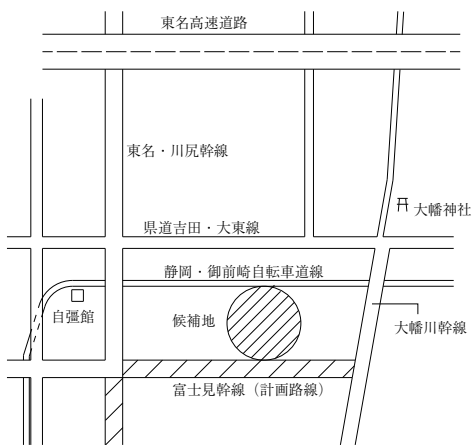 東名高速道路
東名・川尻幹線
大幡神社
県道吉田・大東線
静岡・御前崎自転車道線
自彊館
候補地
大幡川幹線
富士見幹線（計画路線）